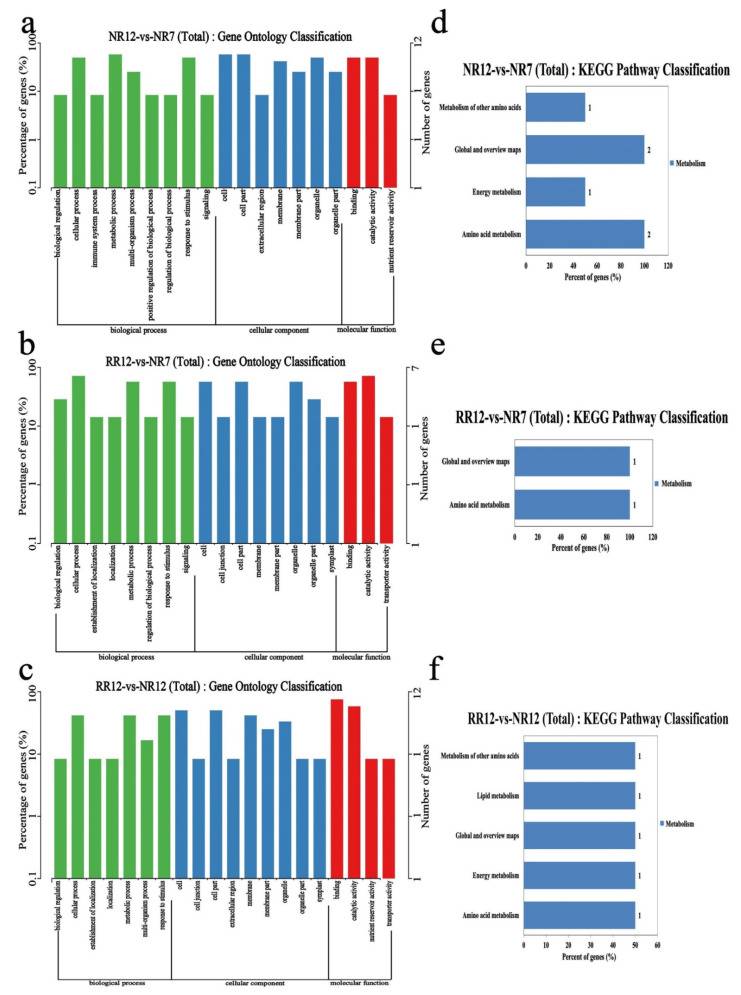 a
NR12-vs-NR7 (Total) : Gene Ontology Classification
Percentage of genes (%)
100
10
1
0.1
12
1
1
Number of genes
biological regulation
cellular process
immune system process
metabolic process
multi-organism process
positive regulation of biological process
regulation of biological process
response to stimulus
signaling
cell
cell part
extracellular region
membrane
membrane part
organelle
organelle part
binding
catalytic activity
nutrient reservoir activity
biological process
cellular component
molecular function
d
NR12-vs-NR7 (Total) : KEGG Pathway Classification
Metabolism of other amino acids 1
Global and overview maps 2
Energy metabolism 1
Amino acid metabolism 2
Metabolism
0 20 40 60 80 100 120
Percent of genes (%)
b
RR12-vs-NR7 (Total) : Gene Ontology Classification
Percentage of genes (%)
100
10
1
0.1
7
1
1
Number of genes
biological regulation
cellular process
establishment of localization
localization
metabolic process
regulation of biological process
response to stimulus
signaling
cell
cell junction
cell part
membrane
membrane part
organelle
organelle part
symplast
binding
catalytic activity
transporter activity
biological process
cellular component
molecular function
e
RR12-vs-NR7 (Total) : KEGG Pathway Classification
Global and overview maps 1
Amino acid metabolism 1
Metabolism
0 20 40 60 80 100 120
Percent of genes (%)
c
RR12-vs-NR12 (Total) : Gene Ontology Classification
Percentage of genes (%)
100
10
1
0.1
12
1
1
Number of genes
biological regulation
cellular process
establishment of localization
localization
metabolic process
multi-organism process
response to stimulus
cell
cell junction
cell part
extracellular region
membrane
membrane part
organelle
organelle part
symplast
binding
catalytic activity
nutrient reservoir activity
transporter activity
biological process
cellular component
molecular function
f
RR12-vs-NR12 (Total) : KEGG Pathway Classification
Metabolism of other amino acids 1
Lipid metabolism 1
Global and overview maps 1
Energy metabolism 1
Amino acid metabolism 1
Metabolism
0 10 20 30 40 50 60
Percent of genes (%)